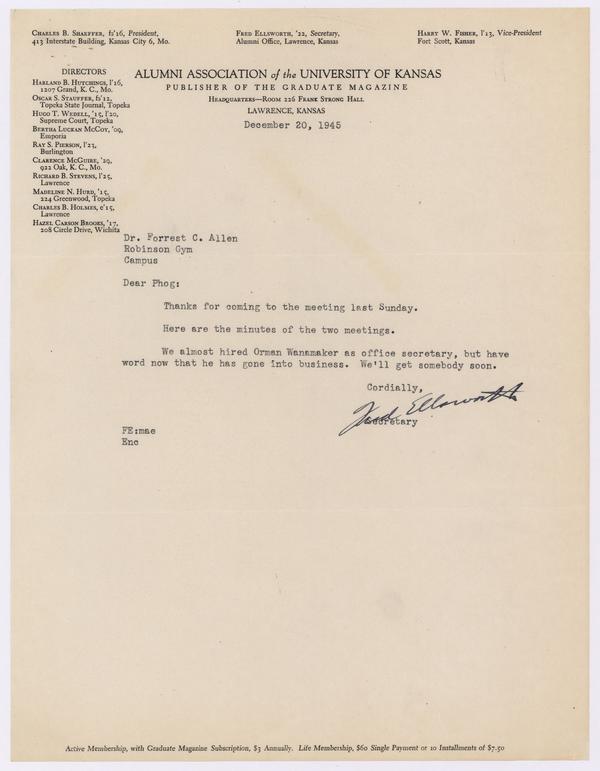 CHARLES B. SHAEFFER, fs'16, President,
413 Interstate Building, Kansas City 6, Mo.
FRED ELLSWORTH, '22, Secretary,
Alumni Office, Lawrence, Kansas
HARRY W. FISHER, l'13, Vice-President
Fort Scott, Kansas
DIRECTORS
HARLAND B. HUTCHINGS, l'26,
1207 Grand, K. C., Mo.
OSCAR S. STAUFFER, fs'12,
Topeka State Journal, Topeka
HUGO T. WEDELL, '15, l'20,
Supreme Court, Topeka
BERTHA LUCKAN MCCOY, '09,
Emporia
RAY S. PIERSON, l'23,
Burlington
CLARENCE MCGUIRE, '29,
922 Oak, K. C., Mo.
RICHARD B. STEVENS, l'25,
Lawrence
MADELINE N. HURD, '15,
224 Greenwood, Topeka
CHARLES B. HOLMES, e'15,
Lawrence
HAZEL CARSON BROOKS, '17,
208 Circle Drive, Wichita
ALUMNI ASSOCIATION of the UNIVERSITY OF KANSAS
PUBLISHER OF THE GRADUATE MAGAZINE
HEADQUARTERS—ROOM 226 FRANK STRONG HALL
LAWRENCE, KANSAS
December 20, 1945
Dr. Forrest C. Allen
Robinson Gym
Campus
Dear Phog:
Thanks for coming to the meeting last Sunday.
Here are the minutes of the two meetings.
We almost hired Orman Wanamaker as office secretary, but have
word now that he has gone into business. We'll get somebody soon.
Cordially,
Fred Ellsworth
Secretary
FE:mae
Enc
Active Membership, with Graduate Magazine Subscription, $3 Annually. Life Membership, $60 Single Payment or 10 Installments of $7.50